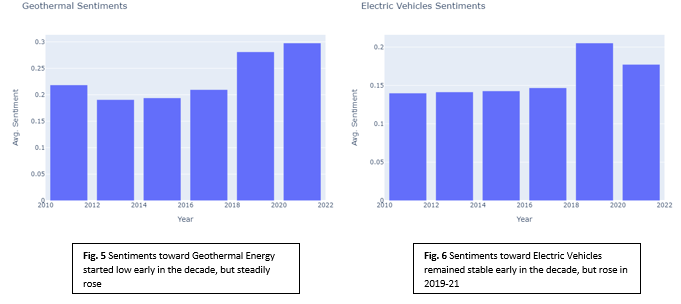 Geothermal Sentiments
0.3
0.25
0.2
0.15
0.1
0.05
0
Avg. Sentiment
2010 2012 2014 2016 2018 2020 2022
Year
Fig. 5 Sentiments toward Geothermal Energy
started low early in the decade, but steadily
rose
Electric Vehicles Sentiments
0.2
0.15
0.1
0.05
0
Avg. Sentiment
2010 2012 2014 2016 2018 2020 2022
Year
Fig. 6 Sentiments toward Electric Vehicles
remained stable early in the decade, but rose in
2019-21